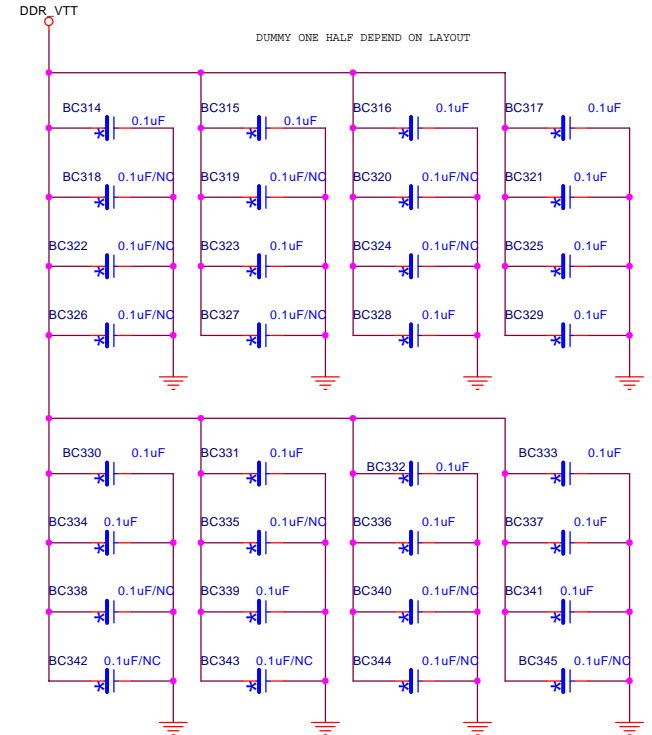 DDR_VTT
DUMMY ONE HALF DEPEND ON LAYOUT
BC314 0.1uF BC315 0.1uF BC316 0.1uF BC317 0.1uF
BC318 0.1uF/NC BC319 0.1uF/NC BC320 0.1uF/NC BC321 0.1uF
BC322 0.1uF/NC BC323 0.1uF BC324 0.1uF/NC BC325 0.1uF
BC326 0.1uF/NC BC327 0.1uF/NC BC328 0.1uF BC329 0.1uF
BC330 0.1uF BC331 0.1uF BC332 0.1uF BC333 0.1uF
BC334 0.1uF BC335 0.1uF/NC BC336 0.1uF BC337 0.1uF
BC338 0.1uF/NC BC339 0.1uF BC340 0.1uF/NC BC341 0.1uF
BC342 0.1uF/NC BC343 0.1uF/NC BC344 0.1uF/NC BC345 0.1uF/NC